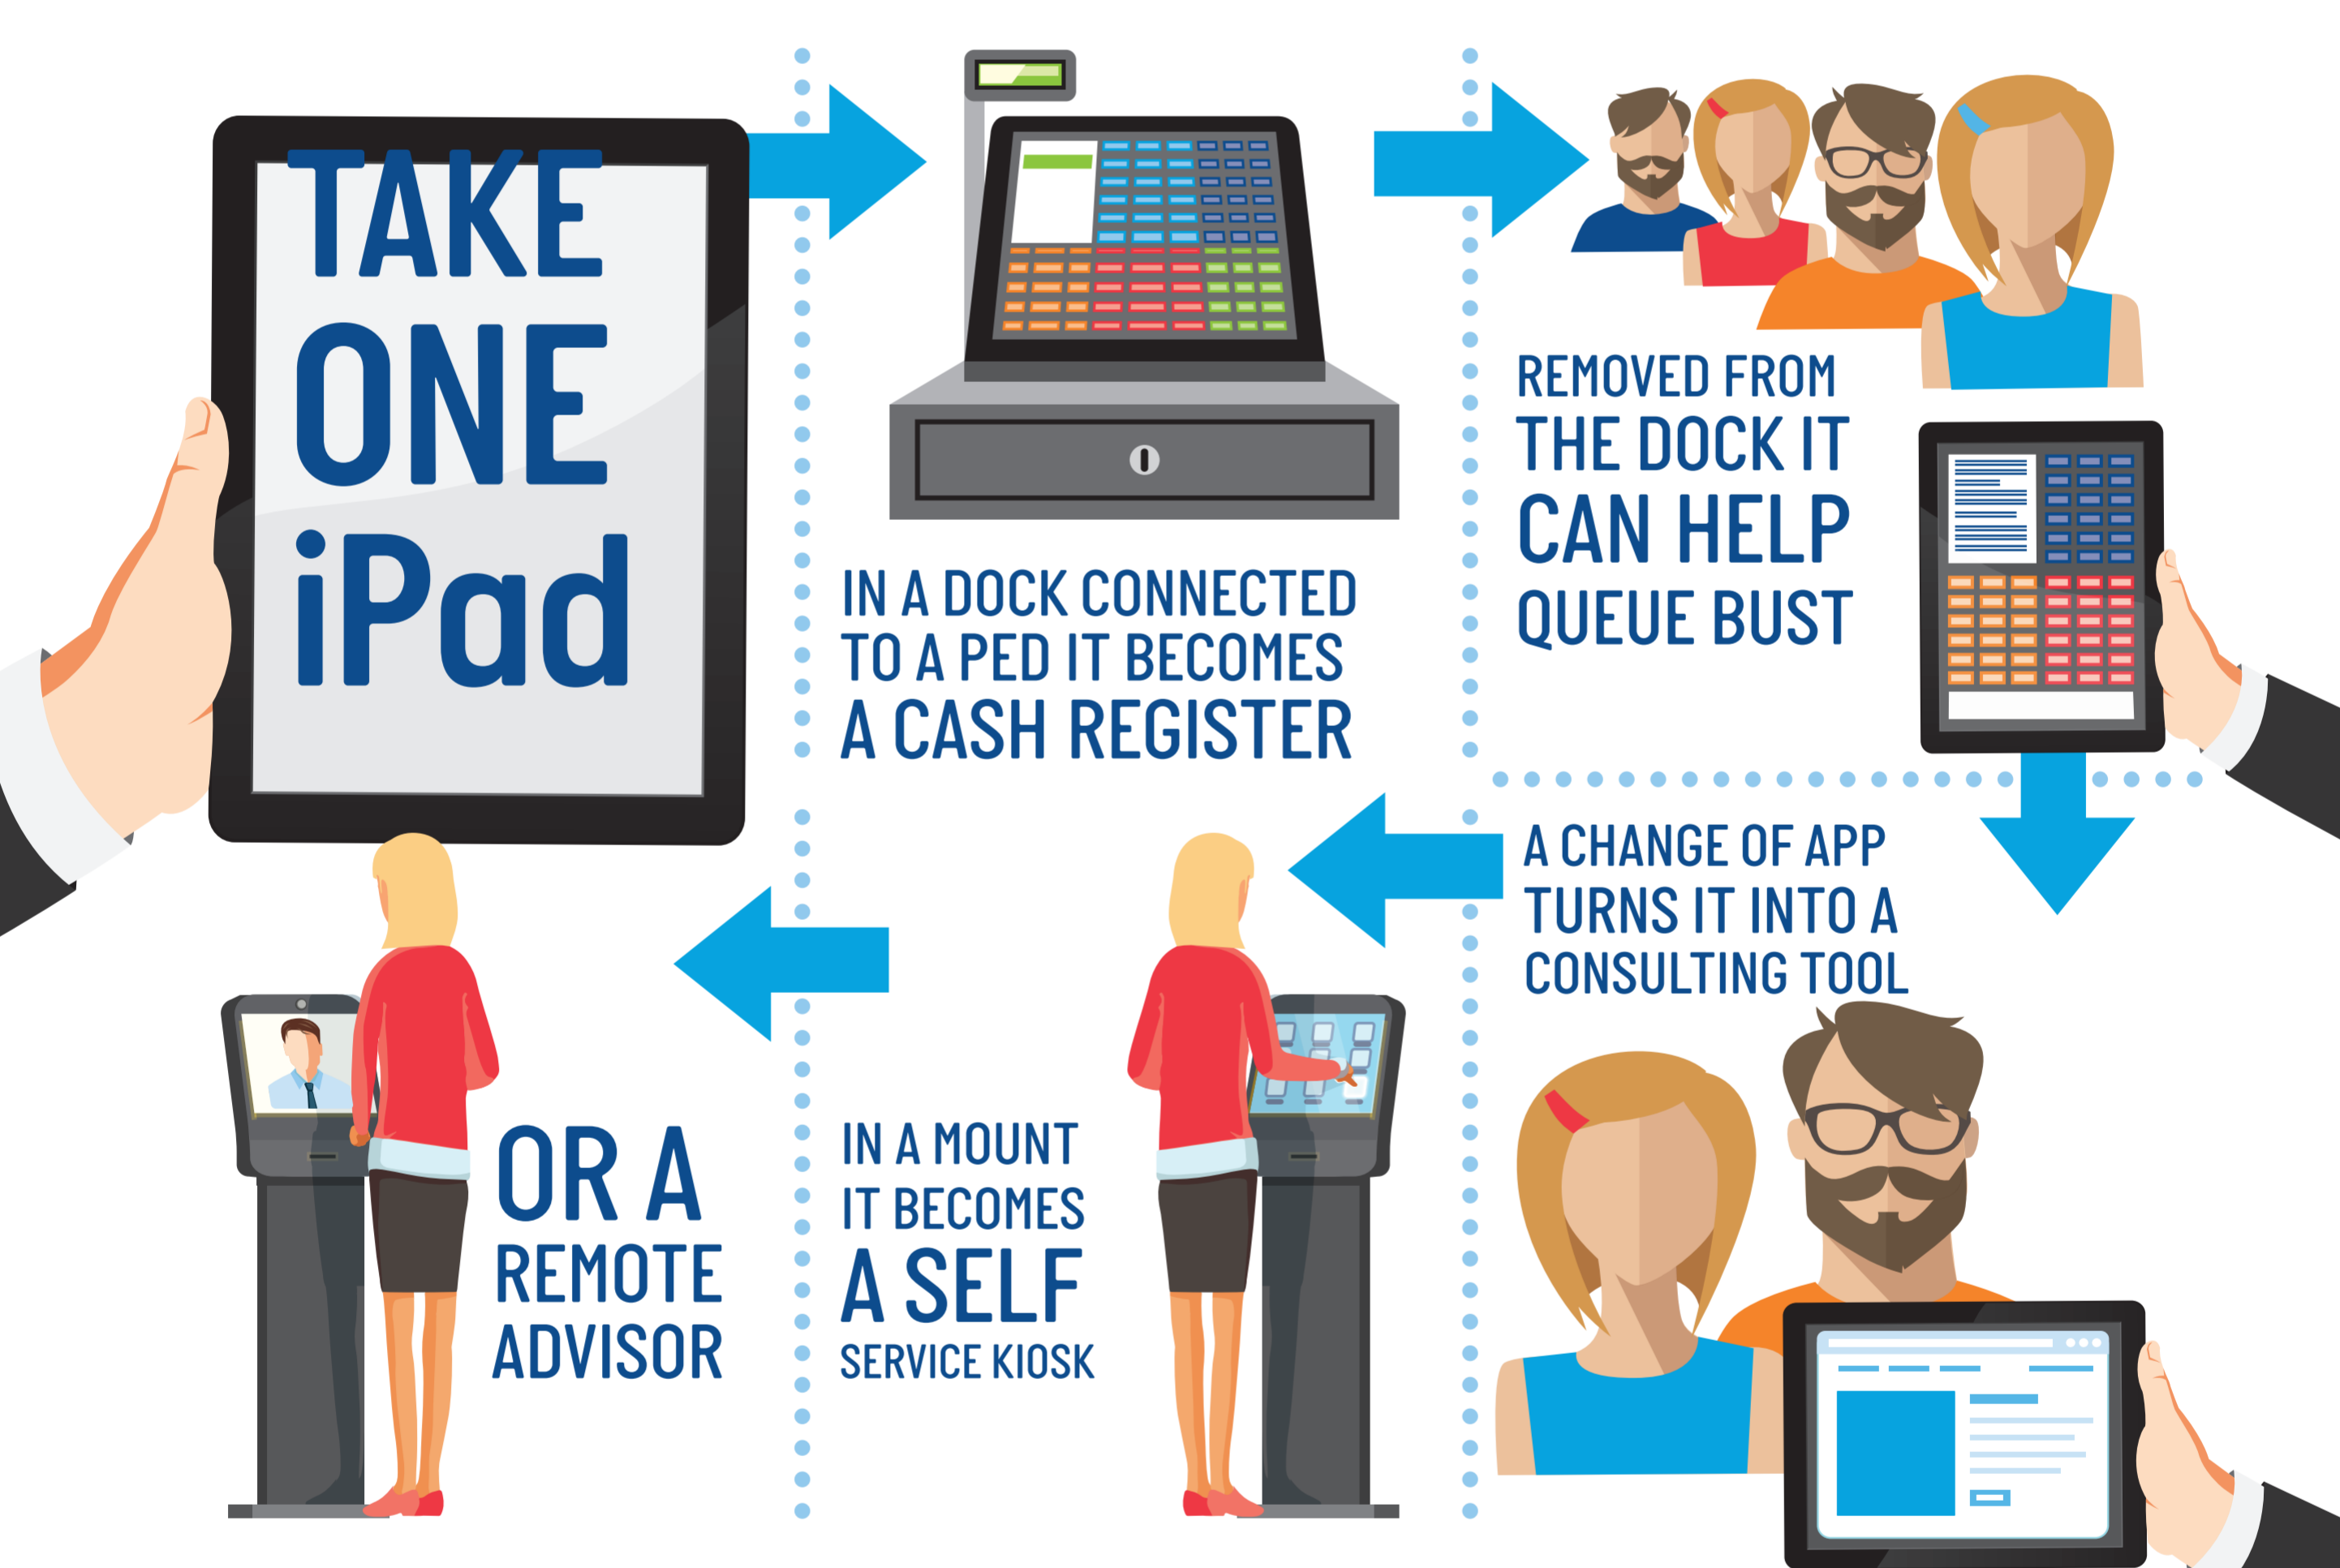 TAKE
ONE
iPad
IN A DOCK CONNECTED
TO A PED IT BECOMES
A CASH REGISTER
REMOVED FROM
THE DOCK IT
CAN HELP
QUEUE BUST
A CHANGE OF APP
TURNS IT INTO A
CONSULTING TOOL
IN A MOUNT
IT BECOMES
A SELF
SERVICE KIOSK
OR A
REMOTE
ADVISOR